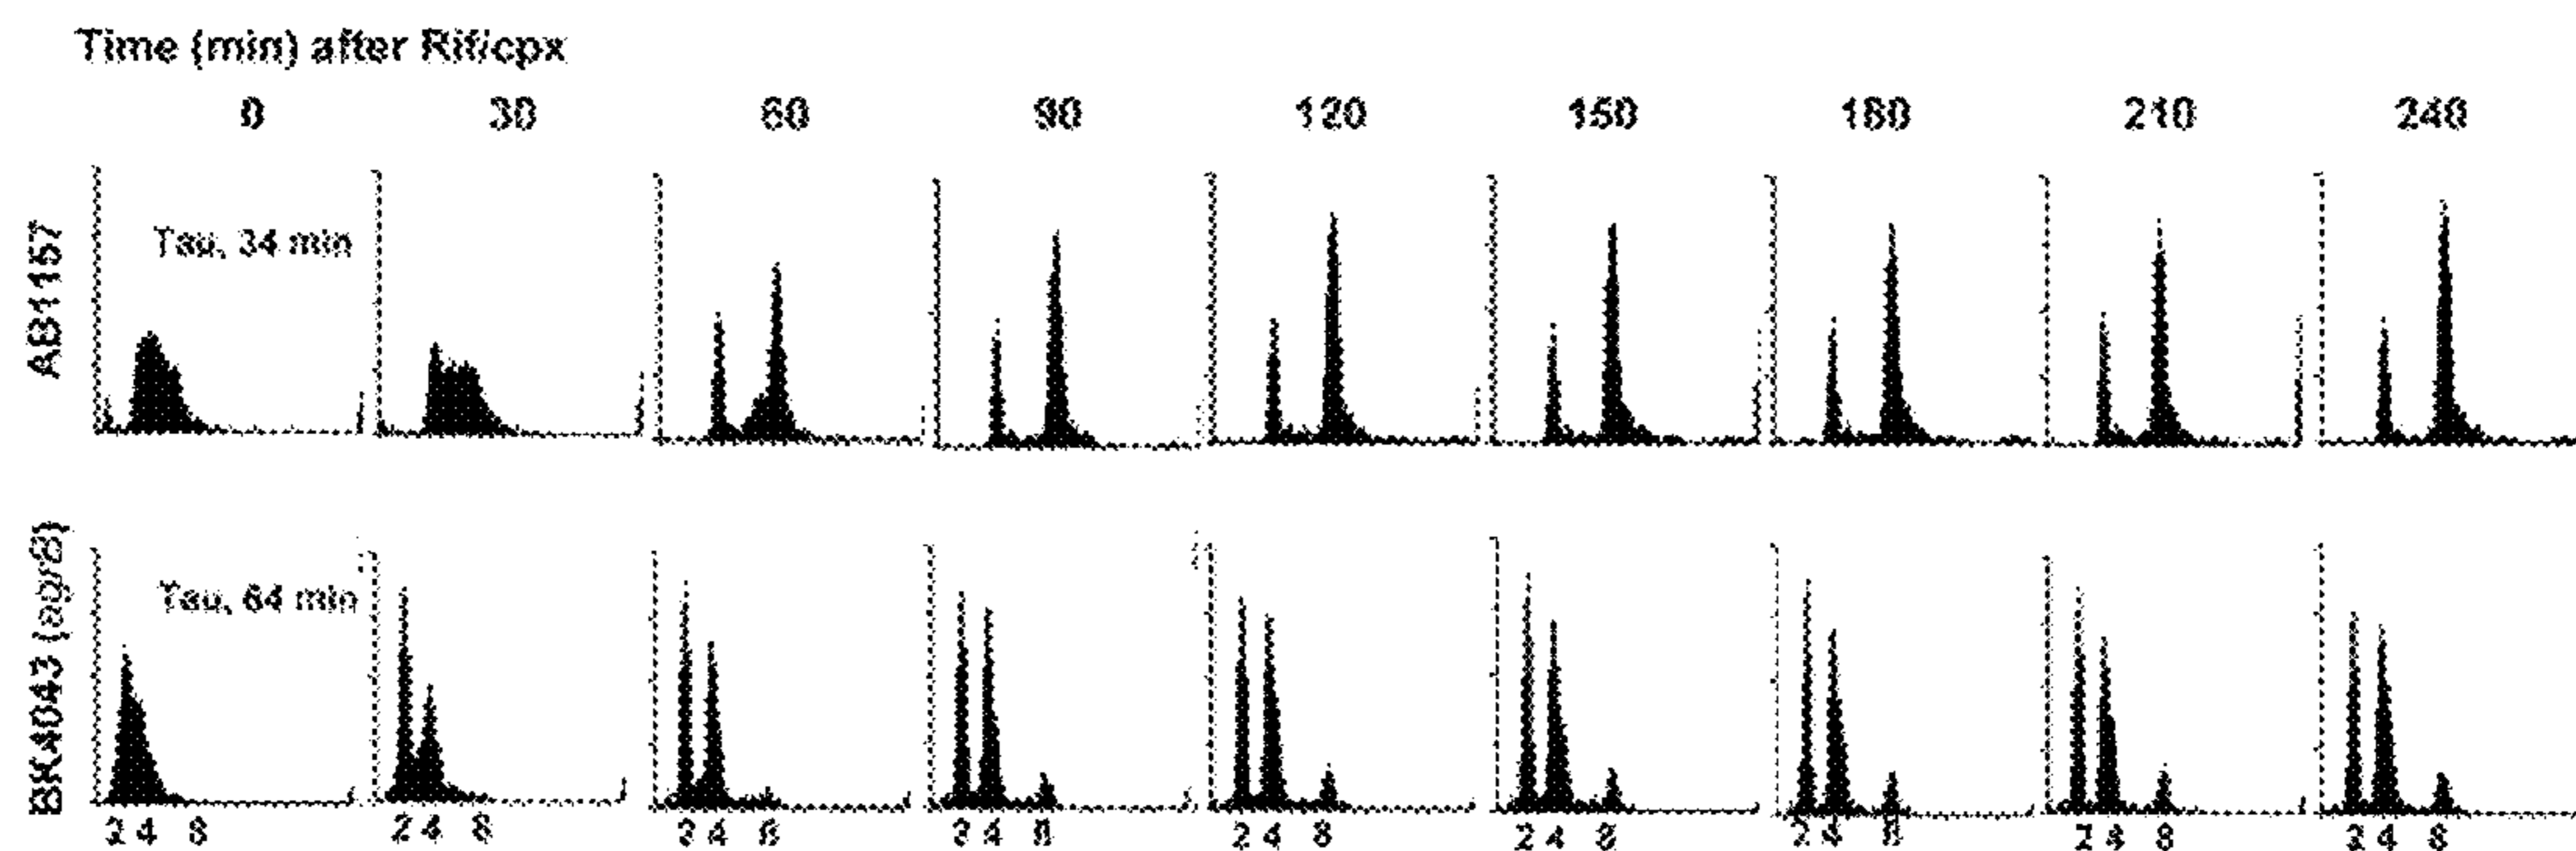 Time (min) after Rif/cpx
0 30 60 90 120 150 180 210 240
AB1157
Tau, 34 min
BK4043 (agrB)
Tau, 64 min
2 4 8 2 4 8 2 4 8 2 4 8 2 4 8 2 4 8 2 4 8 2 4 8 2 4 8